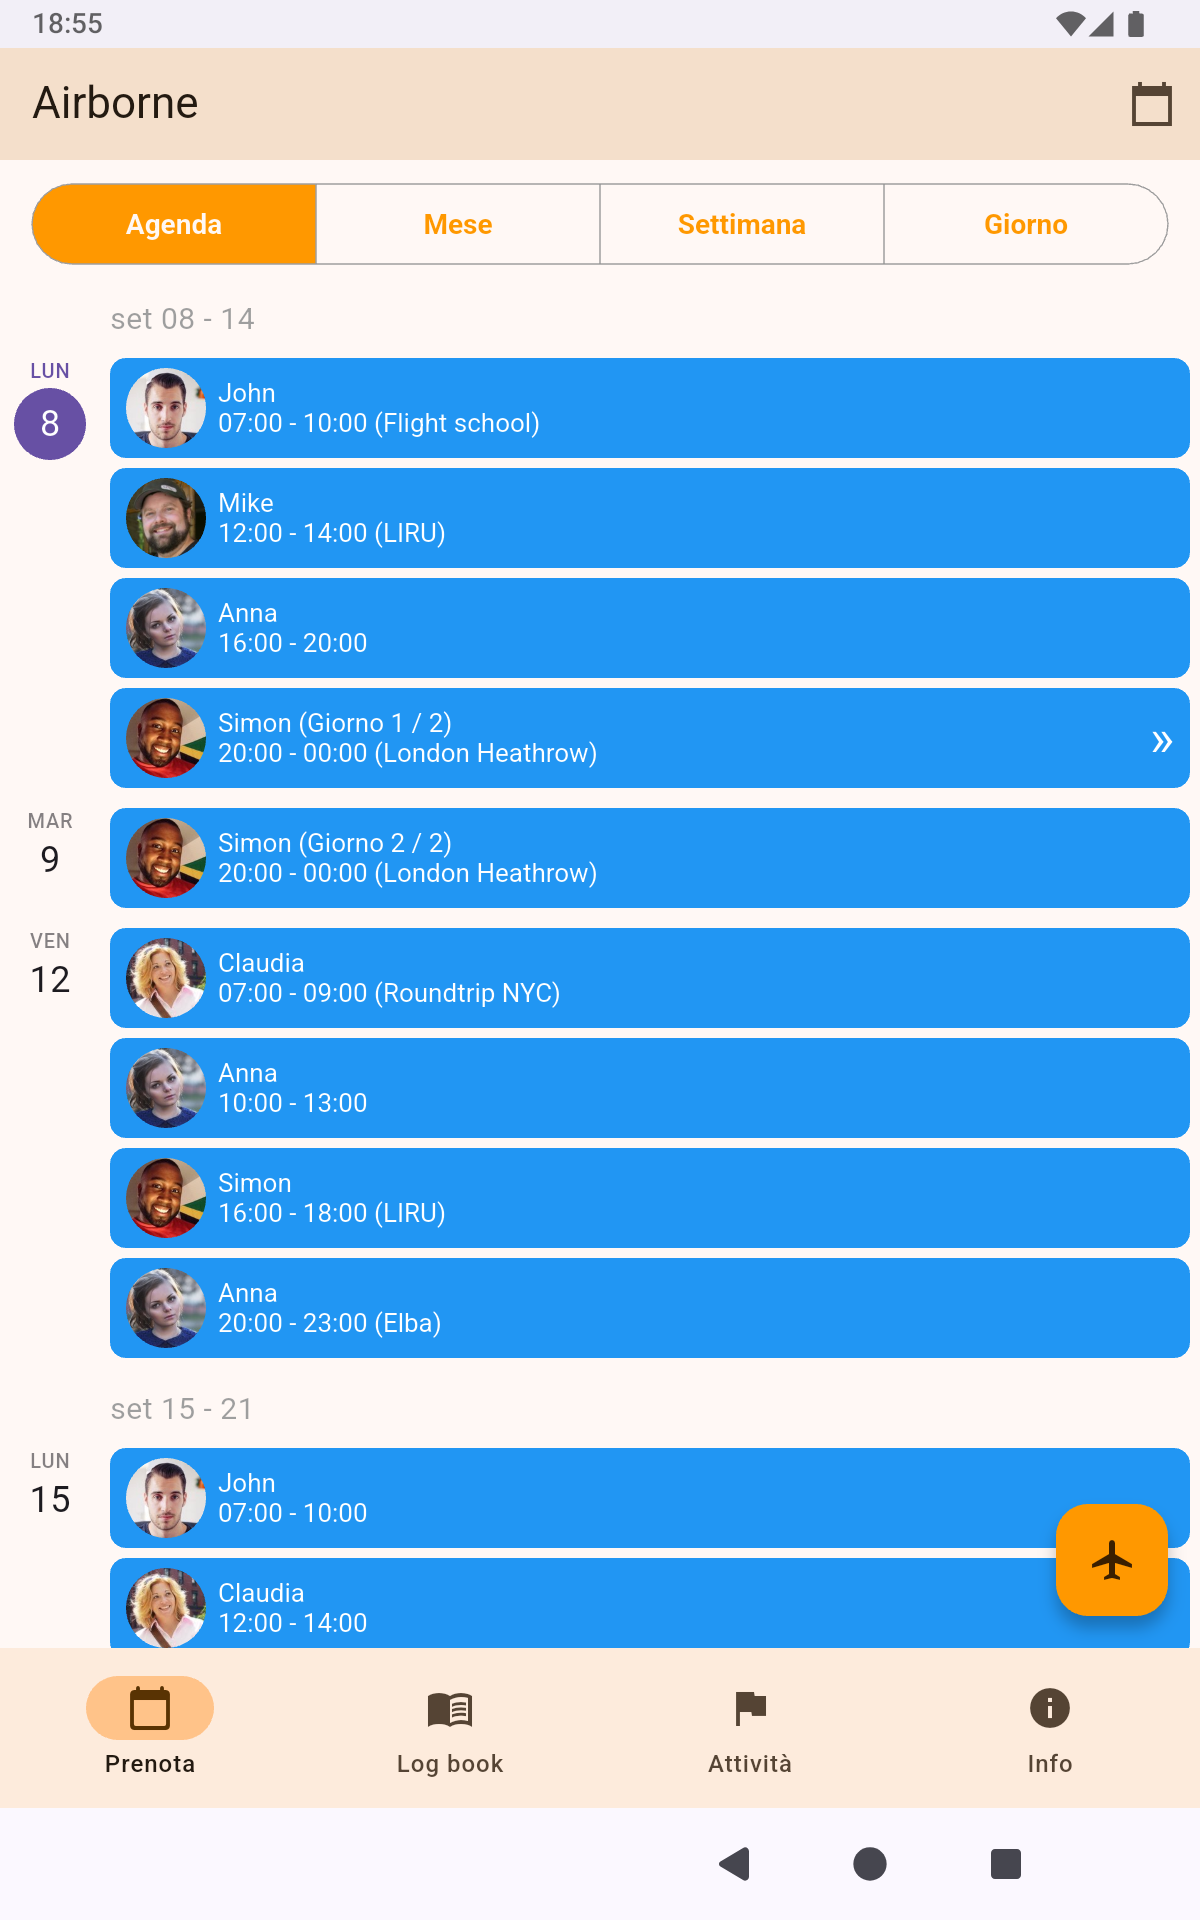 18:55
Airborne
Agenda
Mese
Settimana
Giorno
set 08 - 14
LUN
8
John
07:00 - 10:00 (Flight school)
Mike
12:00 - 14:00 (LIRU)
Anna
16:00 - 20:00
Simon (Giorno 1 / 2)
20:00 - 00:00 (London Heathrow)
»
MAR
9
Simon (Giorno 2 / 2)
20:00 - 00:00 (London Heathrow)
VEN
12
Claudia
07:00 - 09:00 (Roundtrip NYC)
Anna
10:00 - 13:00
Simon
16:00 - 18:00 (LIRU)
Anna
20:00 - 23:00 (Elba)
set 15 - 21
LUN
15
John
07:00 - 10:00
Claudia
12:00 - 14:00
Prenota
Log book
Attività
Info